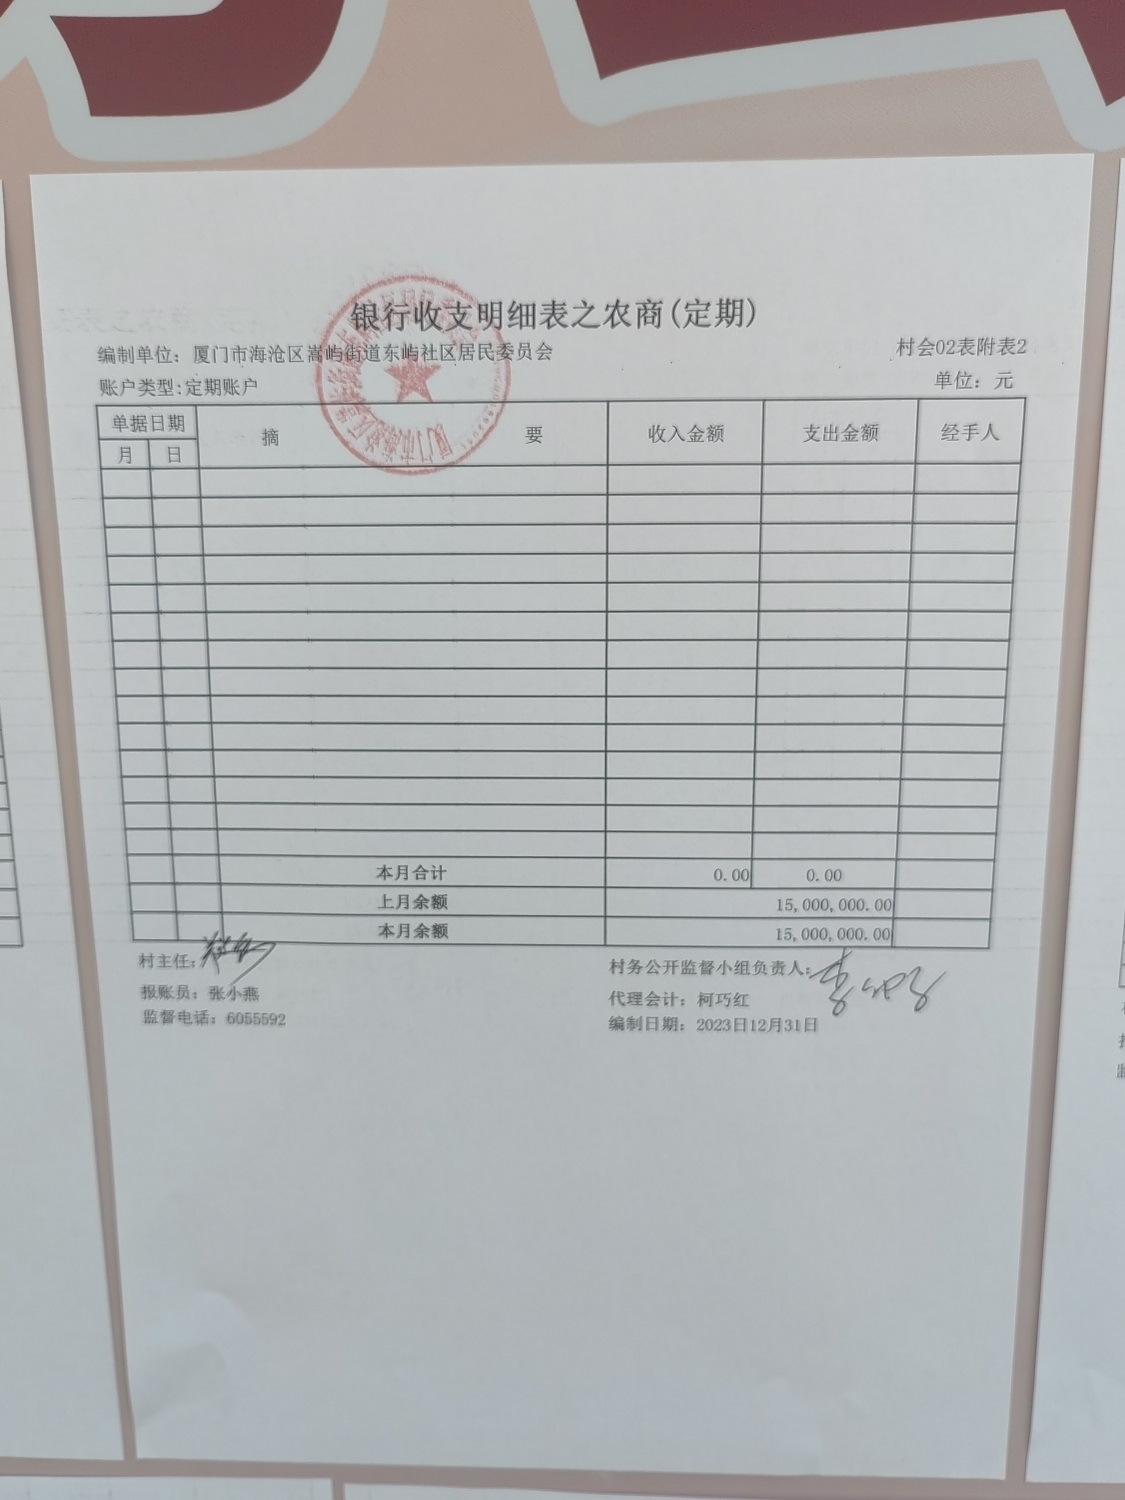 银行收支明细表之农商(定期)
编制单位：厦门市海沧区嵩屿街道东屿社区居民委员会
村会02表附表2
账户类型:定期账户
单位：元
单据日期 摘 要 收入金额 支出金额 经手人
月 日
本月合计 0.00 0.00
上月余额 15,000,000.00
本月余额 15,000,000.00
村主任：
村务公开监督小组负责人：
报账员：张小燕
代理会计：柯巧红
监督电话：6055592
编制日期：2023日12月31日